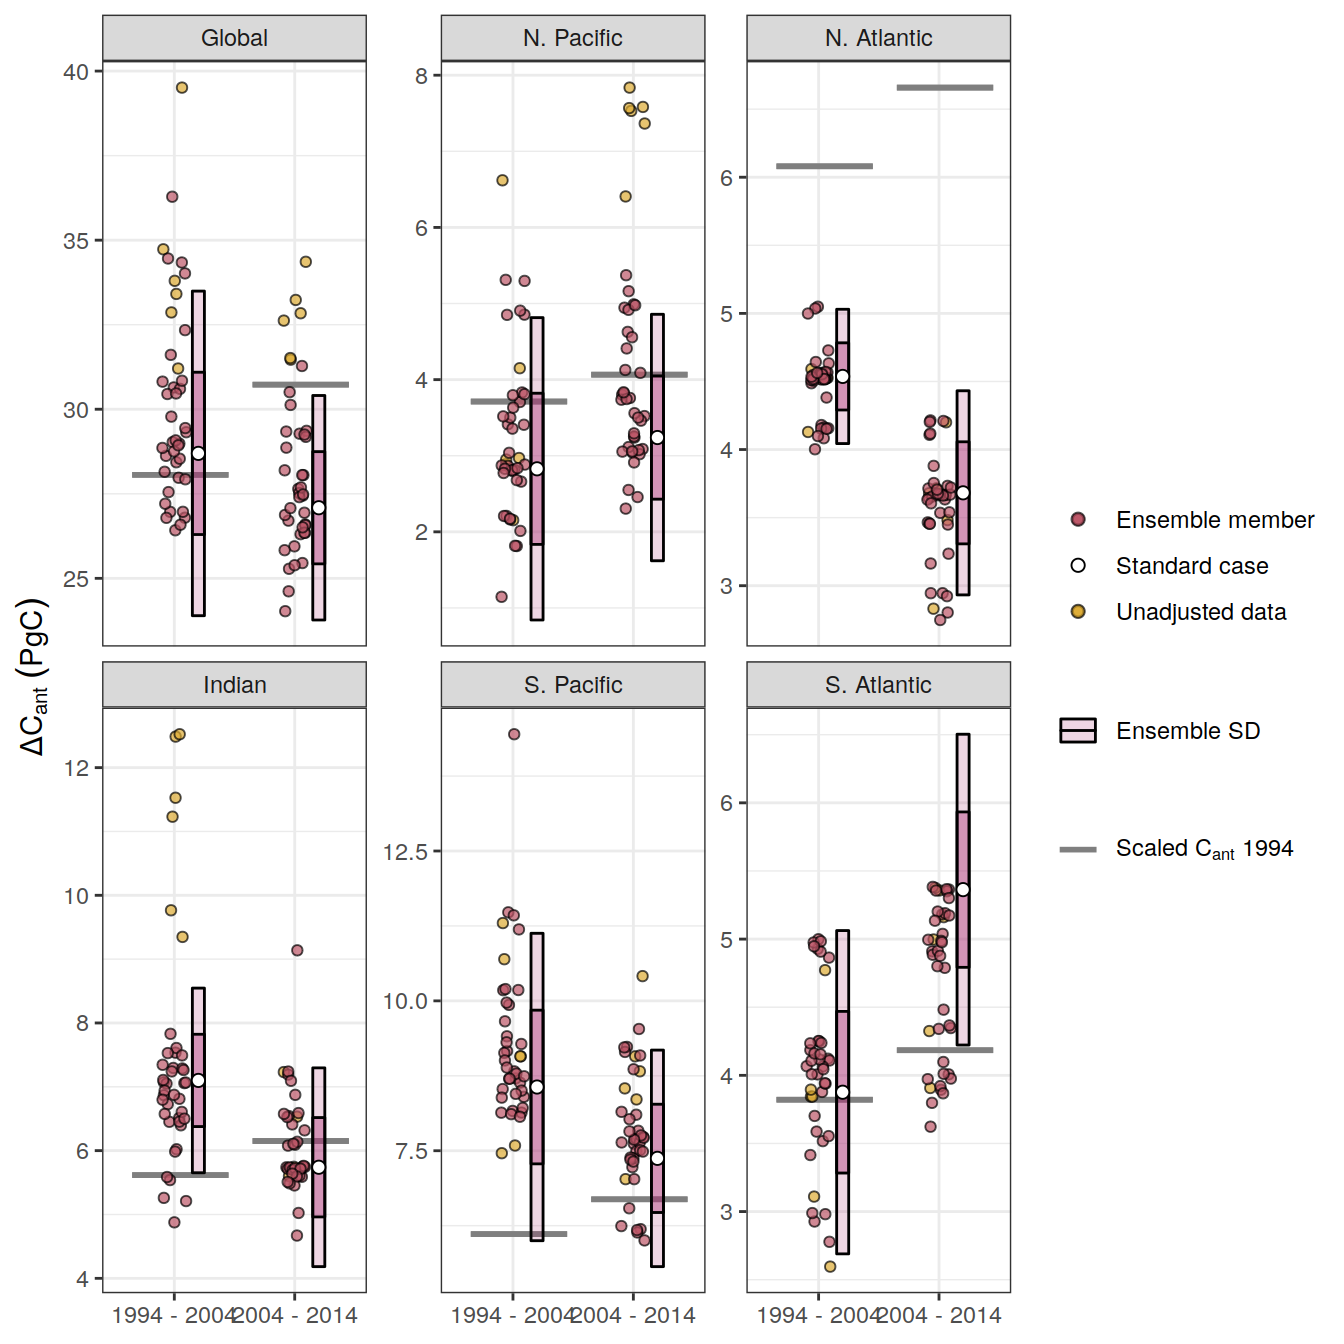 Global
N. Pacific
N. Atlantic
40
35
30
25
8
6
4
2
6
5
4
3
ΔCant (PgC)
Ensemble member
Standard case
Unadjusted data
Ensemble SD
Scaled Cant 1994
Indian
S. Pacific
S. Atlantic
12
10
8
6
4
12.5
10.0
7.5
6
5
4
3
1994 - 2004 2004 - 2014 1994 - 2004 2004 - 2014 1994 - 2004 2004 - 2014